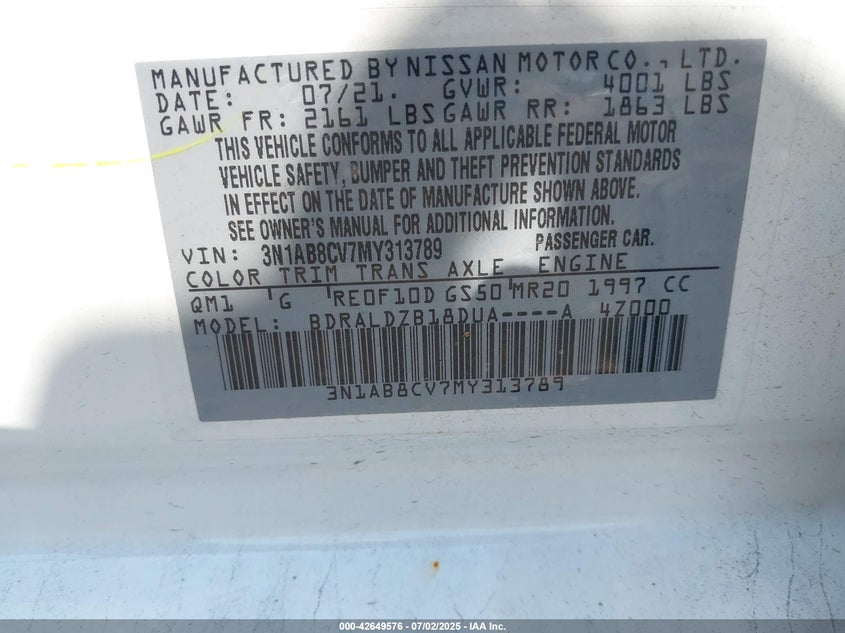 MANUFACTURED BY NISSAN MOTOR CO., LTD.
DATE: 07/21. GVWR: 4001 LBS
GAWR FR: 2161 LBS GAWR RR: 1863 LBS
THIS VEHICLE CONFORMS TO ALL APPLICABLE FEDERAL MOTOR
VEHICLE SAFETY, BUMPER AND THEFT PREVENTION STANDARDS
IN EFFECT ON THE DATE OF MANUFACTURE SHOWN ABOVE.
SEE OWNER'S MANUAL FOR ADDITIONAL INFORMATION.
VIN: 3N1AB8CV7MY313789 PASSENGER CAR.
COLOR TRIM TRANS AXLE ENGINE
QM1 G RE0F10D GS50 MR20 1997 CC
MODEL: BDRALDZB18DUA----A 4Z000
3N1AB8CV7MY313789
000-42649576 | 07/02/2025 - IAA Inc.